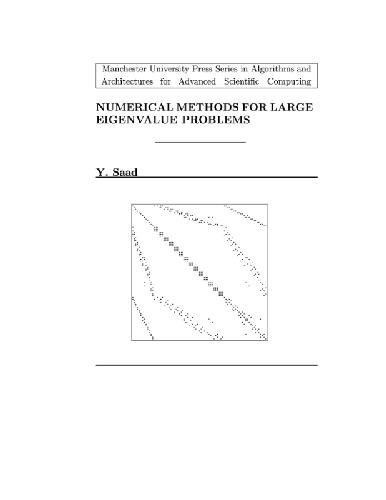 Manchester University Press Series in Algorithms and
Architectures for Advanced Scientific Computing
NUMERICAL METHODS FOR LARGE
EIGENVALUE PROBLEMS
Y. Saad